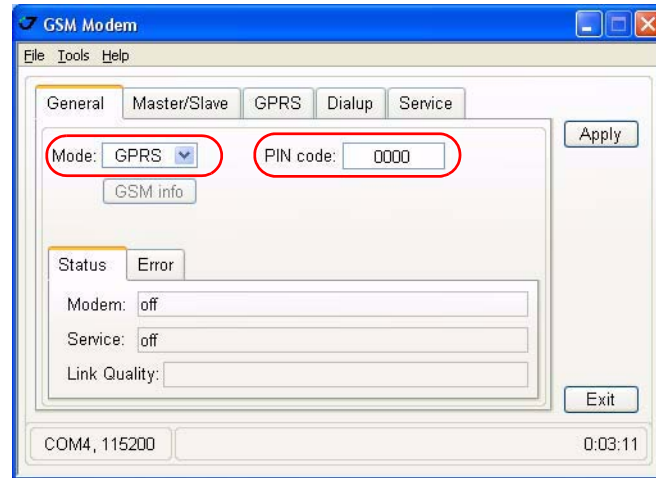 GSM Modem
File Tools Help
General Master/Slave GPRS Dialup Service
Apply
Mode: GPRS PIN code: 0000
GSM info
Status Error
Modem: off
Service: off
Link Quality:
Exit
COM4, 115200 0:03:11